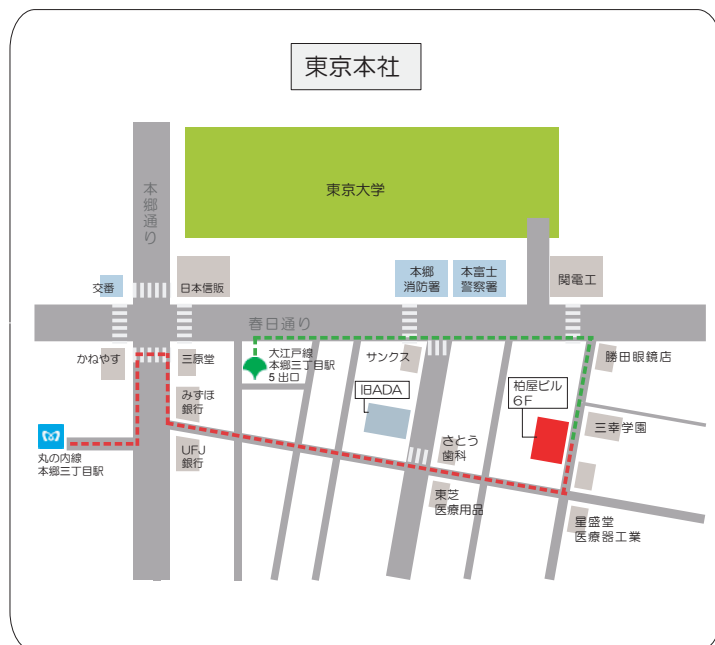 東京本社
東京大学
本郷通り
交番
日本信販
本郷
消防署
本富士
警察署
関電工
春日通り
かねやす
三原堂
大江戸線
本郷三丁目駅
5出口
サンクス
勝田眼鏡店
IBADA
柏屋ビル
6F
みずほ
銀行
三幸学園
UFJ
銀行
さとう
歯科
丸の内線
本郷三丁目駅
東芝
医療用品
星盛堂
医療器工業